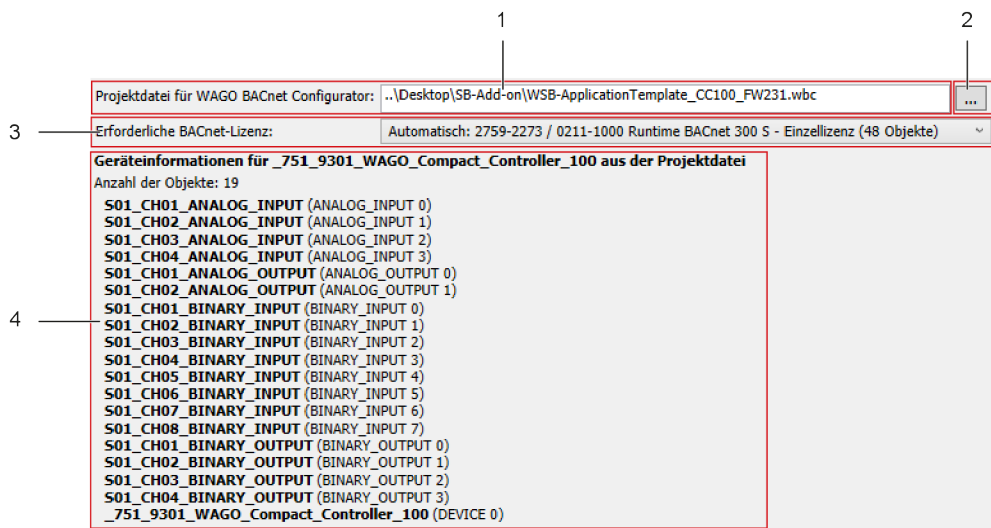 1
2
Projektdatei für WAGO BACnet Configurator: ..\Desktop\SB-Add-on\WSB-ApplicationTemplate_CC100_FW231.wbc ...
3
Erforderliche BACnet-Lizenz: Automatisch: 2759-2273 / 0211-1000 Runtime BACnet 300 S - Einzellizenz (48 Objekte)
Geräteinformationen für _751_9301_WAGO_Compact_Controller_100 aus der Projektdatei
Anzahl der Objekte: 19
S01_CH01_ANALOG_INPUT (ANALOG_INPUT 0)
S01_CH02_ANALOG_INPUT (ANALOG_INPUT 1)
S01_CH03_ANALOG_INPUT (ANALOG_INPUT 2)
S01_CH04_ANALOG_INPUT (ANALOG_INPUT 3)
S01_CH01_ANALOG_OUTPUT (ANALOG_OUTPUT 0)
S01_CH02_ANALOG_OUTPUT (ANALOG_OUTPUT 1)
S01_CH01_BINARY_INPUT (BINARY_INPUT 0)
4
S01_CH02_BINARY_INPUT (BINARY_INPUT 1)
S01_CH03_BINARY_INPUT (BINARY_INPUT 2)
S01_CH04_BINARY_INPUT (BINARY_INPUT 3)
S01_CH05_BINARY_INPUT (BINARY_INPUT 4)
S01_CH06_BINARY_INPUT (BINARY_INPUT 5)
S01_CH07_BINARY_INPUT (BINARY_INPUT 6)
S01_CH08_BINARY_INPUT (BINARY_INPUT 7)
S01_CH01_BINARY_OUTPUT (BINARY_OUTPUT 0)
S01_CH02_BINARY_OUTPUT (BINARY_OUTPUT 1)
S01_CH03_BINARY_OUTPUT (BINARY_OUTPUT 2)
S01_CH04_BINARY_OUTPUT (BINARY_OUTPUT 3)
_751_9301_WAGO_Compact_Controller_100 (DEVICE 0)